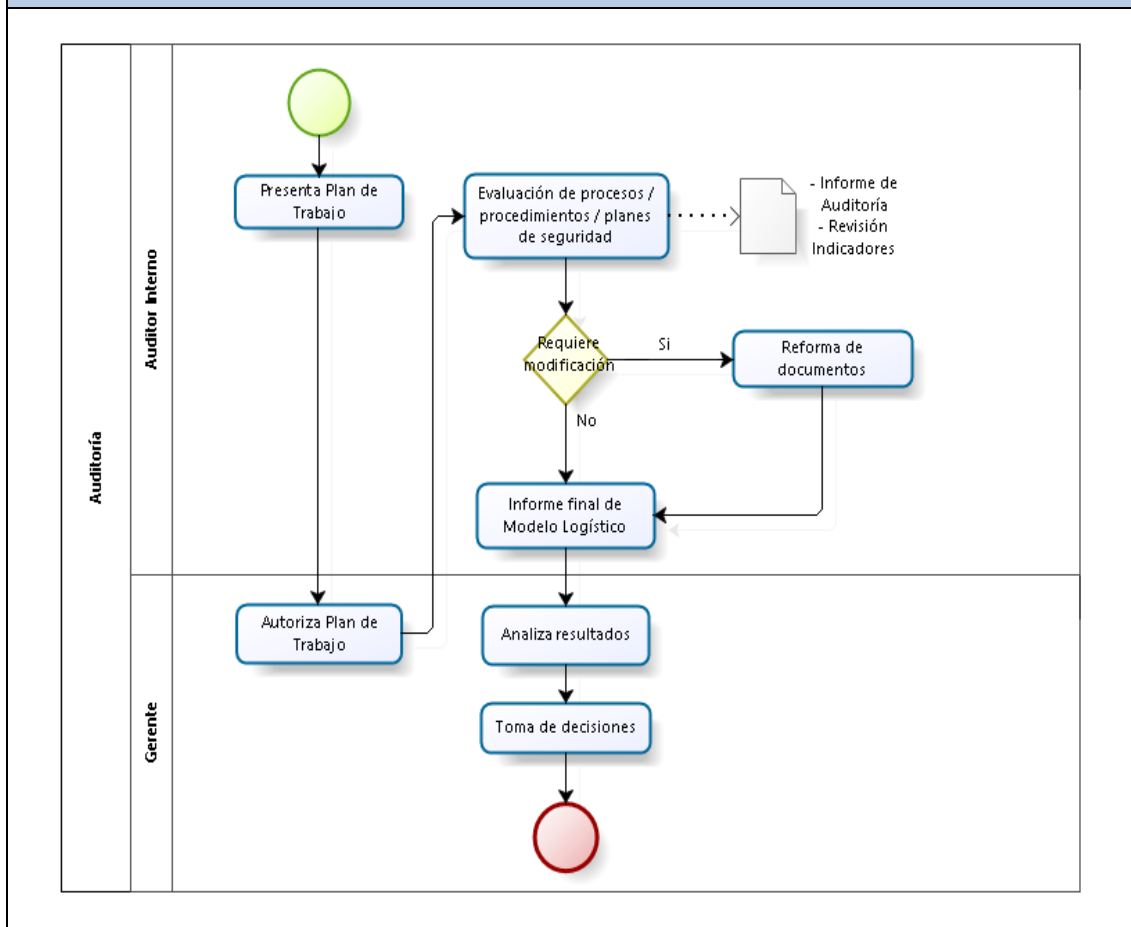 Auditoría
Auditor Interno
Presenta Plan de
Trabajo
Evaluación de procesos /
procedimientos / planes
de seguridad
- Informe de
Auditoría
- Revisión
Indicadores
Requiere
modificación
Si
Reforma de
documentos
No
Informe final de
Modelo Logístico
Gerente
Autoriza Plan de
Trabajo
Analiza resultados
Toma de decisiones